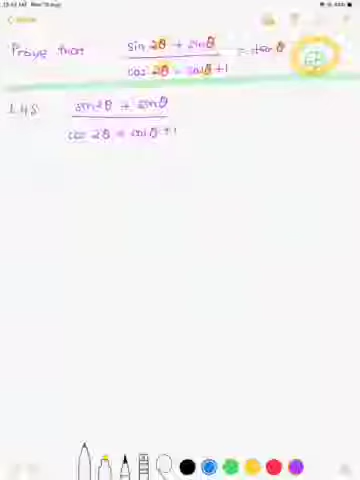 Prove that sin 2θ + sinθ / cos 2θ + cosθ + 1 = tan θ
LHS sin2θ + sinθ / cos 2θ + cosθ + 1